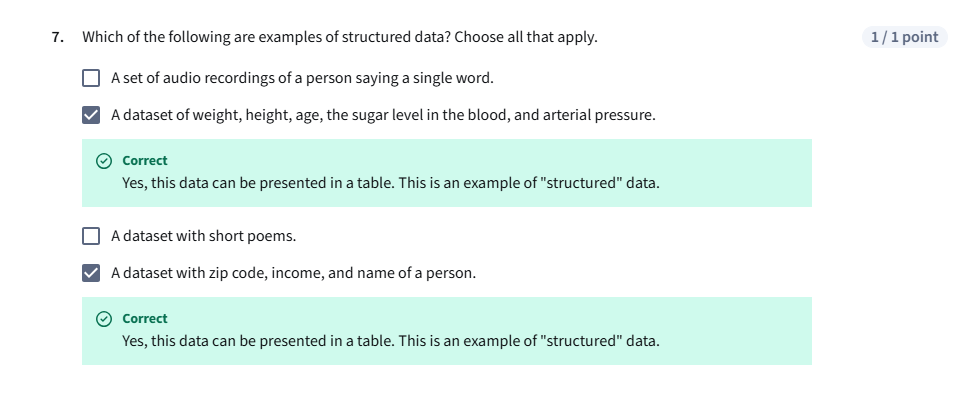 7. Which of the following are examples of structured data? Choose all that apply.
1 / 1 point
A set of audio recordings of a person saying a single word.
A dataset of weight, height, age, the sugar level in the blood, and arterial pressure.
Correct
Yes, this data can be presented in a table. This is an example of "structured" data.
A dataset with short poems.
A dataset with zip code, income, and name of a person.
Correct
Yes, this data can be presented in a table. This is an example of "structured" data.